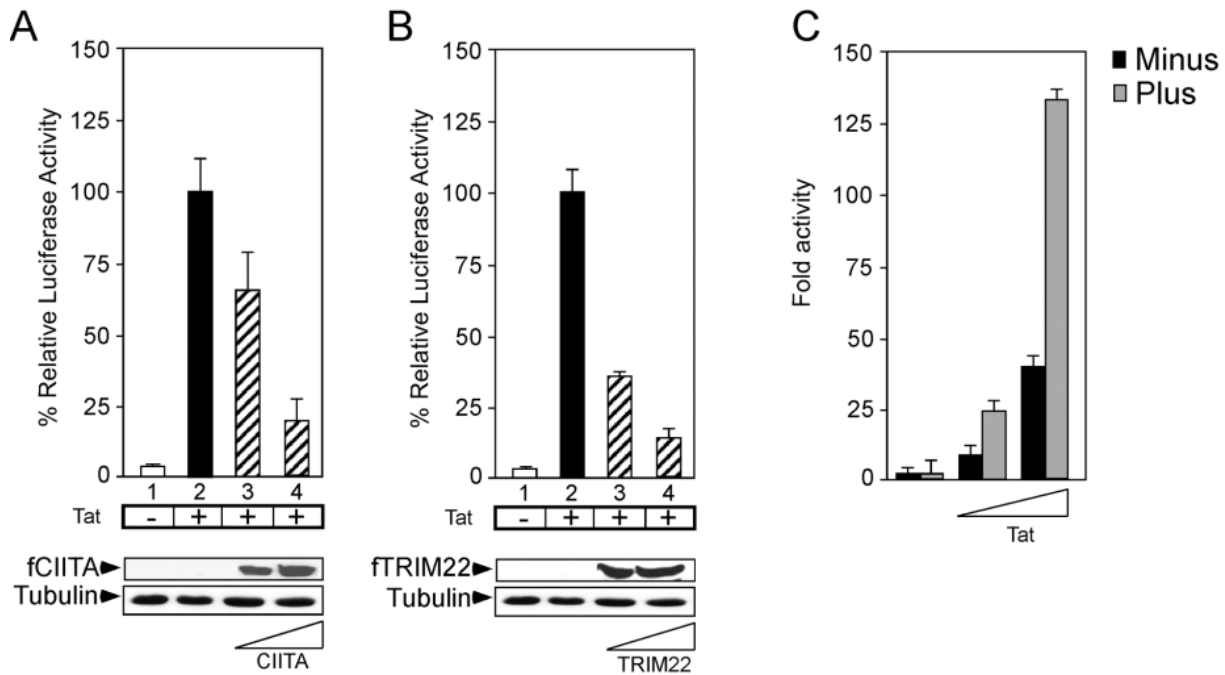 A
% Relative Luciferase Activity
150
125
100
75
50
25
0
1 2 3 4
Tat - + + +
fCIITA
Tubulin
CIITA
B
% Relative Luciferase Activity
150
125
100
75
50
25
0
1 2 3 4
Tat - + + +
fTRIM22
Tubulin
TRIM22
C
Fold activity
150
125
100
75
50
25
0
Tat
Minus
Plus